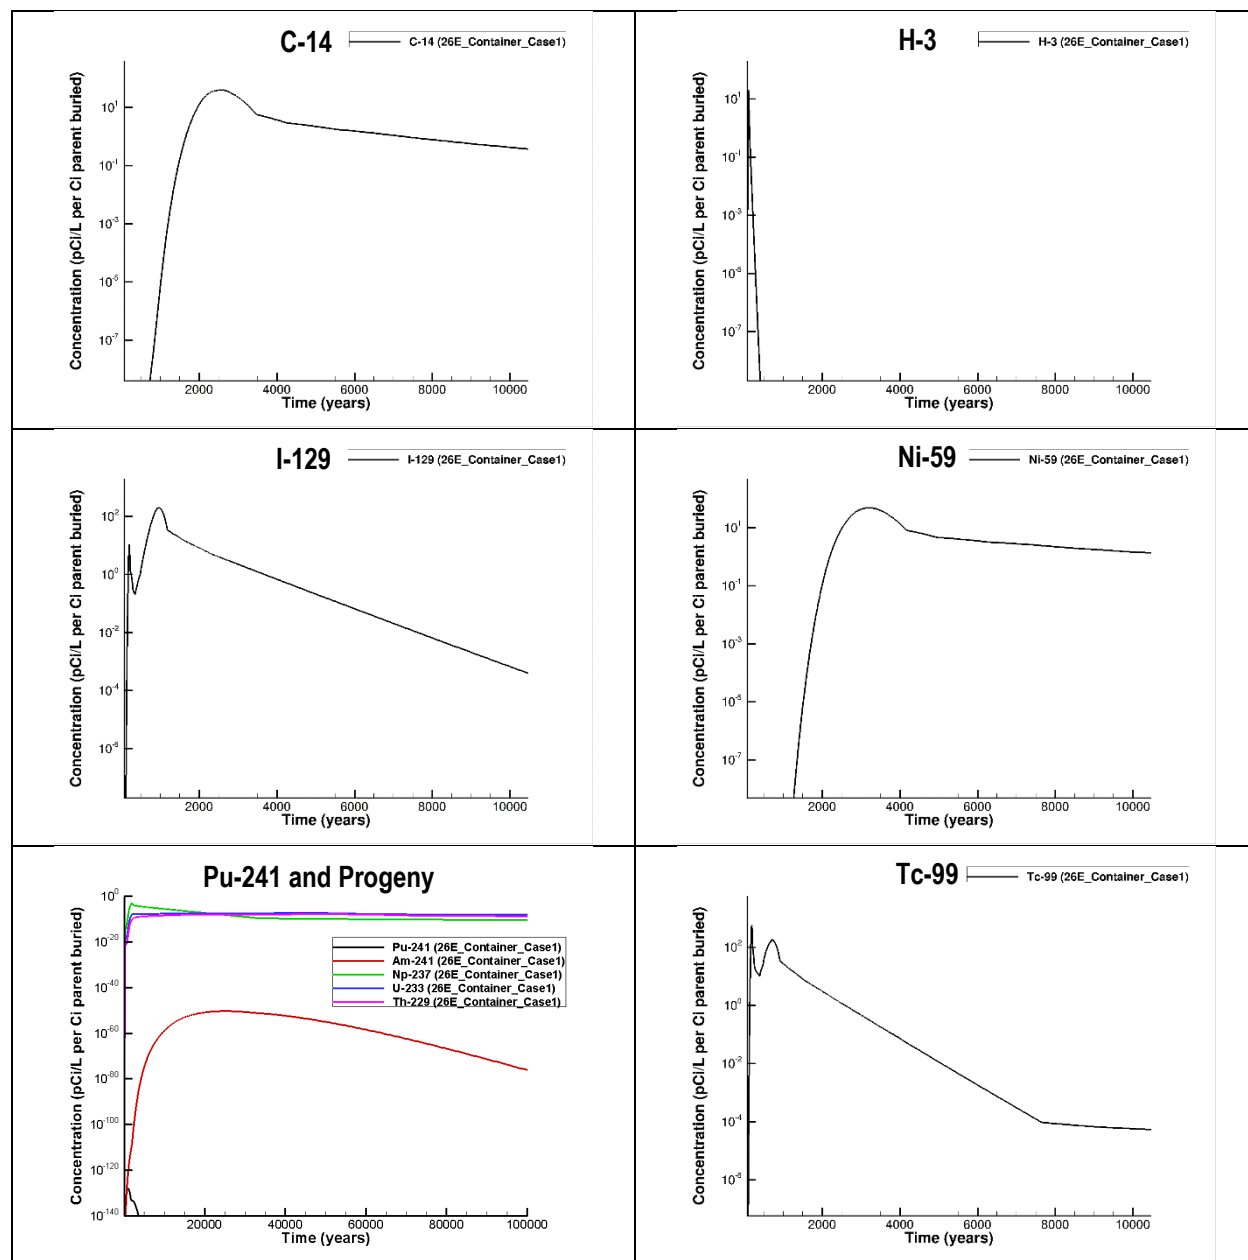 C-14
C-14 (26E_Container_Case1)
Concentration (pCi/L per Ci parent buried)
10^1
10^-1
10^-3
10^-5
10^-7
2000 4000 6000 8000 10000
Time (years)
H-3
H-3 (26E_Container_Case1)
Concentration (pCi/L per Ci parent buried)
10^1
10^-1
10^-3
10^-5
10^-7
2000 4000 6000 8000 10000
Time (years)
I-129
I-129 (26E_Container_Case1)
Concentration (pCi/L per Ci parent buried)
10^2
10^0
10^-2
10^-4
10^-6
2000 4000 6000 8000 10000
Time (years)
Ni-59
Ni-59 (26E_Container_Case1)
Concentration (pCi/L per Ci parent buried)
10^1
10^-1
10^-3
10^-5
10^-7
2000 4000 6000 8000 10000
Time (years)
Pu-241 and Progeny
Pu-241 (26E_Container_Case1)
Am-241 (26E_Container_Case1)
Np-237 (26E_Container_Case1)
U-233 (26E_Container_Case1)
Th-229 (26E_Container_Case1)
Concentration (pCi/L per Ci parent buried)
10^0
10^-20
10^-40
10^-60
10^-80
10^-100
10^-120
10^-140
20000 40000 60000 80000 100000
Time (years)
Tc-99
Tc-99 (26E_Container_Case1)
Concentration (pCi/L per Ci parent buried)
10^2
10^0
10^-2
10^-4
10^-6
2000 4000 6000 8000 10000
Time (years)